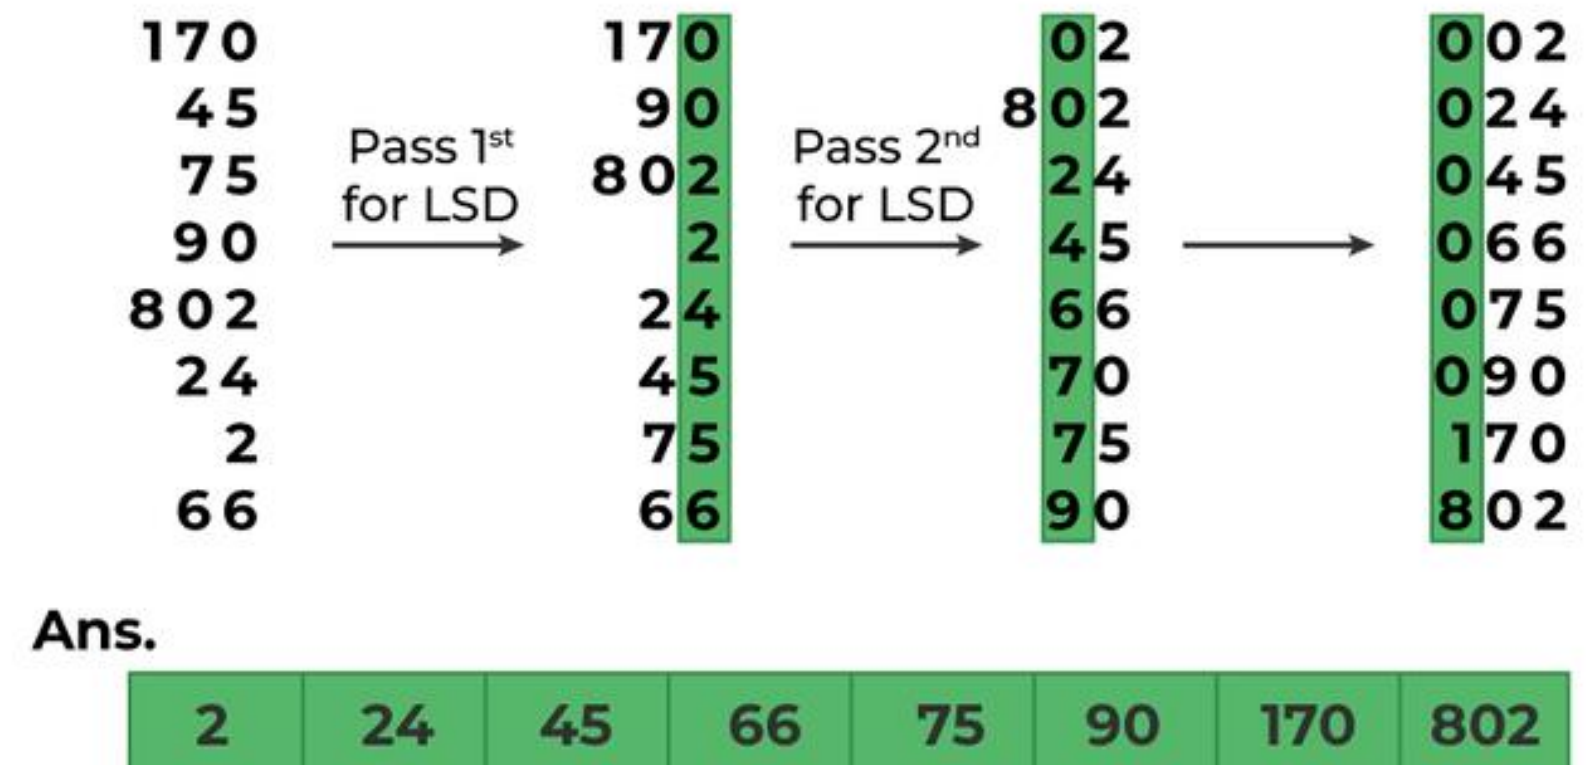 170 170 02 002
45 90 802 024
Pass 1st Pass 2nd
75 802 24 045
for LSD for LSD
90 2 45 066
802 24 66 075
24 45 70 090
2 75 75 170
66 66 90 802
Ans.
2 24 45 66 75 90 170 802